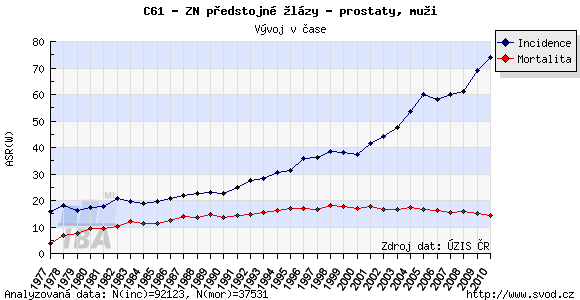 C61 - ZN předstojné žlázy - prostaty, muži
Vývoj v čase
Incidence
Mortalita
ASR(W)
80
70
60
50
40
30
20
10
0
ML
IBA
Zdroj dat: ÚZIS ČR
1977 1978 1979 1980 1981 1982 1983 1984 1985 1986 1987 1988 1989 1990 1991 1992 1993 1994 1995 1996 1997 1998 1999 2000 2001 2002 2003 2004 2005 2006 2007 2008 2009 2010
Analyzovaná data: N(inc)=92123, N(mor)=37531
http://www.svod.cz